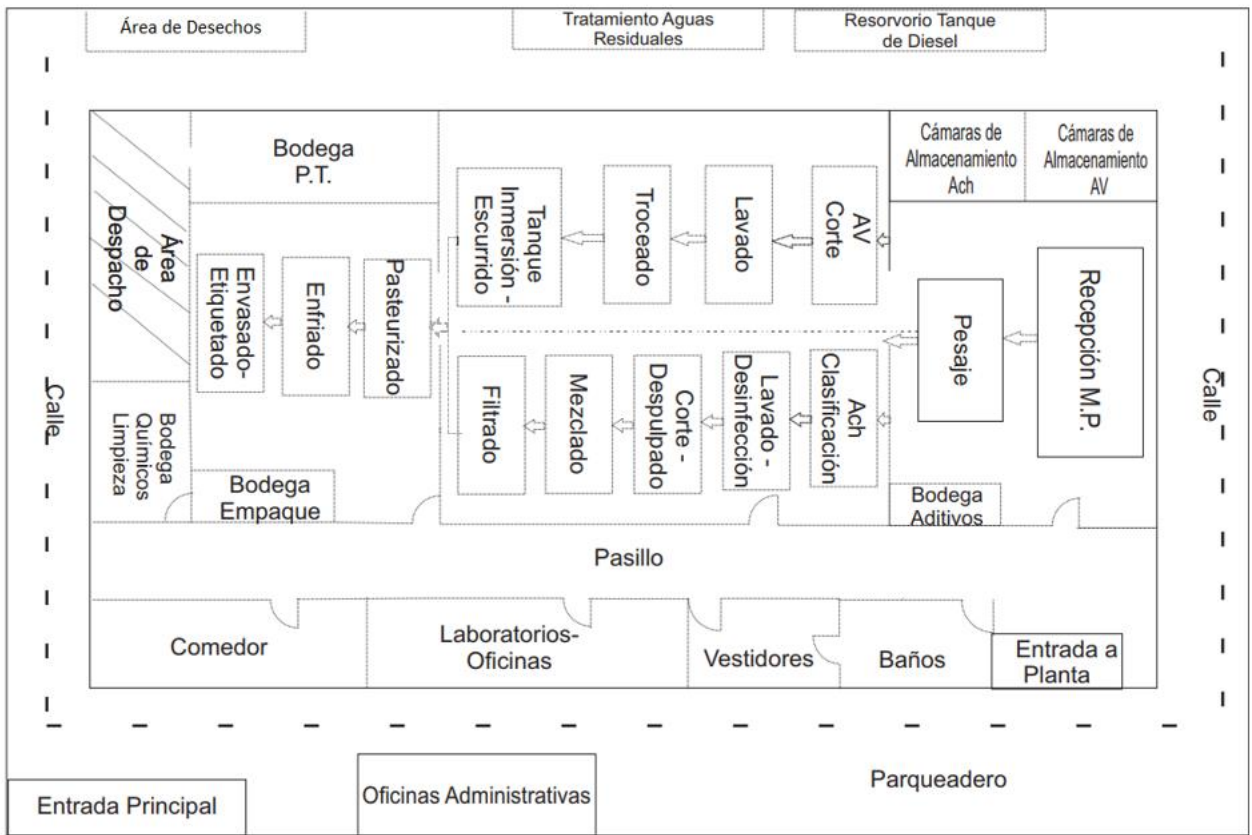 Área de Desechos
Tratamiento Aguas
Residuales
Resorvorio Tanque
de Diesel
Bodega
P.T.
Cámaras de
Almacenamiento
Ach
Cámaras de
Almacenamiento
AV
Área
de
Despacho
Envasado-
Etiquetado
Enfriado
Pasteurizado
Tanque
Inmersión -
Escurrido
Troceado
Lavado
AV
Corte
Pesaje
Recepción M.P.
Filtrado
Mezclado
Corte -
Despulpado
Lavado -
Desinfección
Ach
Clasificación
Calle
Calle
Bodega
Químicos
Limpieza
Bodega
Empaque
Bodega
Aditivos
Pasillo
Comedor
Laboratorios-
Oficinas
Vestidores
Baños
Entrada a
Planta
Entrada Principal
Oficinas Administrativas
Parqueadero